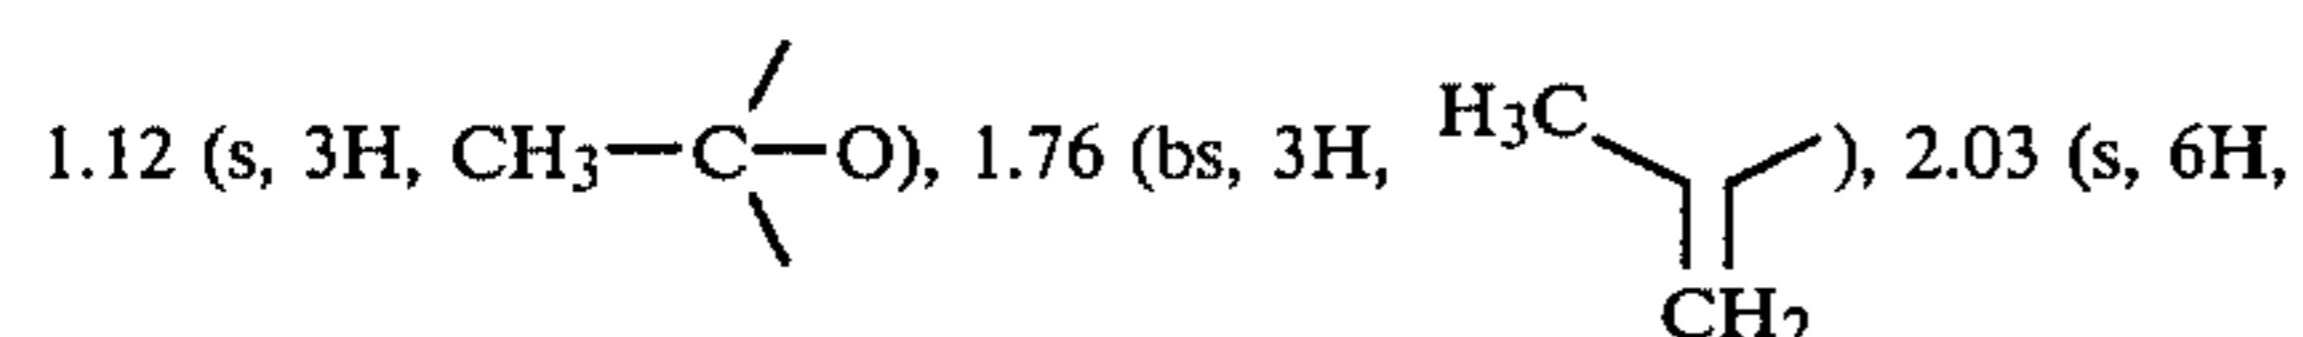 1.12 (s, 3H, CH₃—C—O), 1.76 (bs, 3H, H₃C ), 2.03 (s, 6H,
CH₂